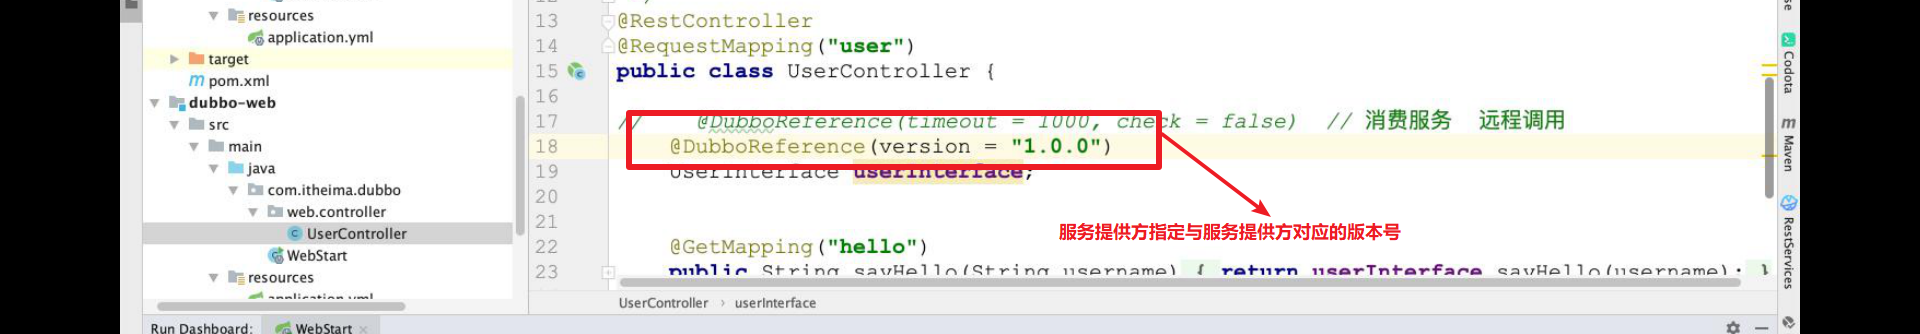 resources
application.yml
target
pom.xml
dubbo-web
src
main
java
com.itheima.dubbo
web.controller
UserController
WebStart
resources
application.yml
Run Dashboard:
WebStart
13 @RestController
14 @RequestMapping("user")
15 public class UserController {
16
17 // @DubboReference(timeout = 1000, check = false) // 消费服务 远程调用
18 @DubboReference(version = "1.0.0")
19 UserInterface userInterface;
20
21
22 @GetMapping("hello")
23 public String sayHello(String username) { return userInterface.sayHello(username); }
服务提供方指定与服务提供方对应的版本号
UserController › userInterface
Codota
Maven
RestServices